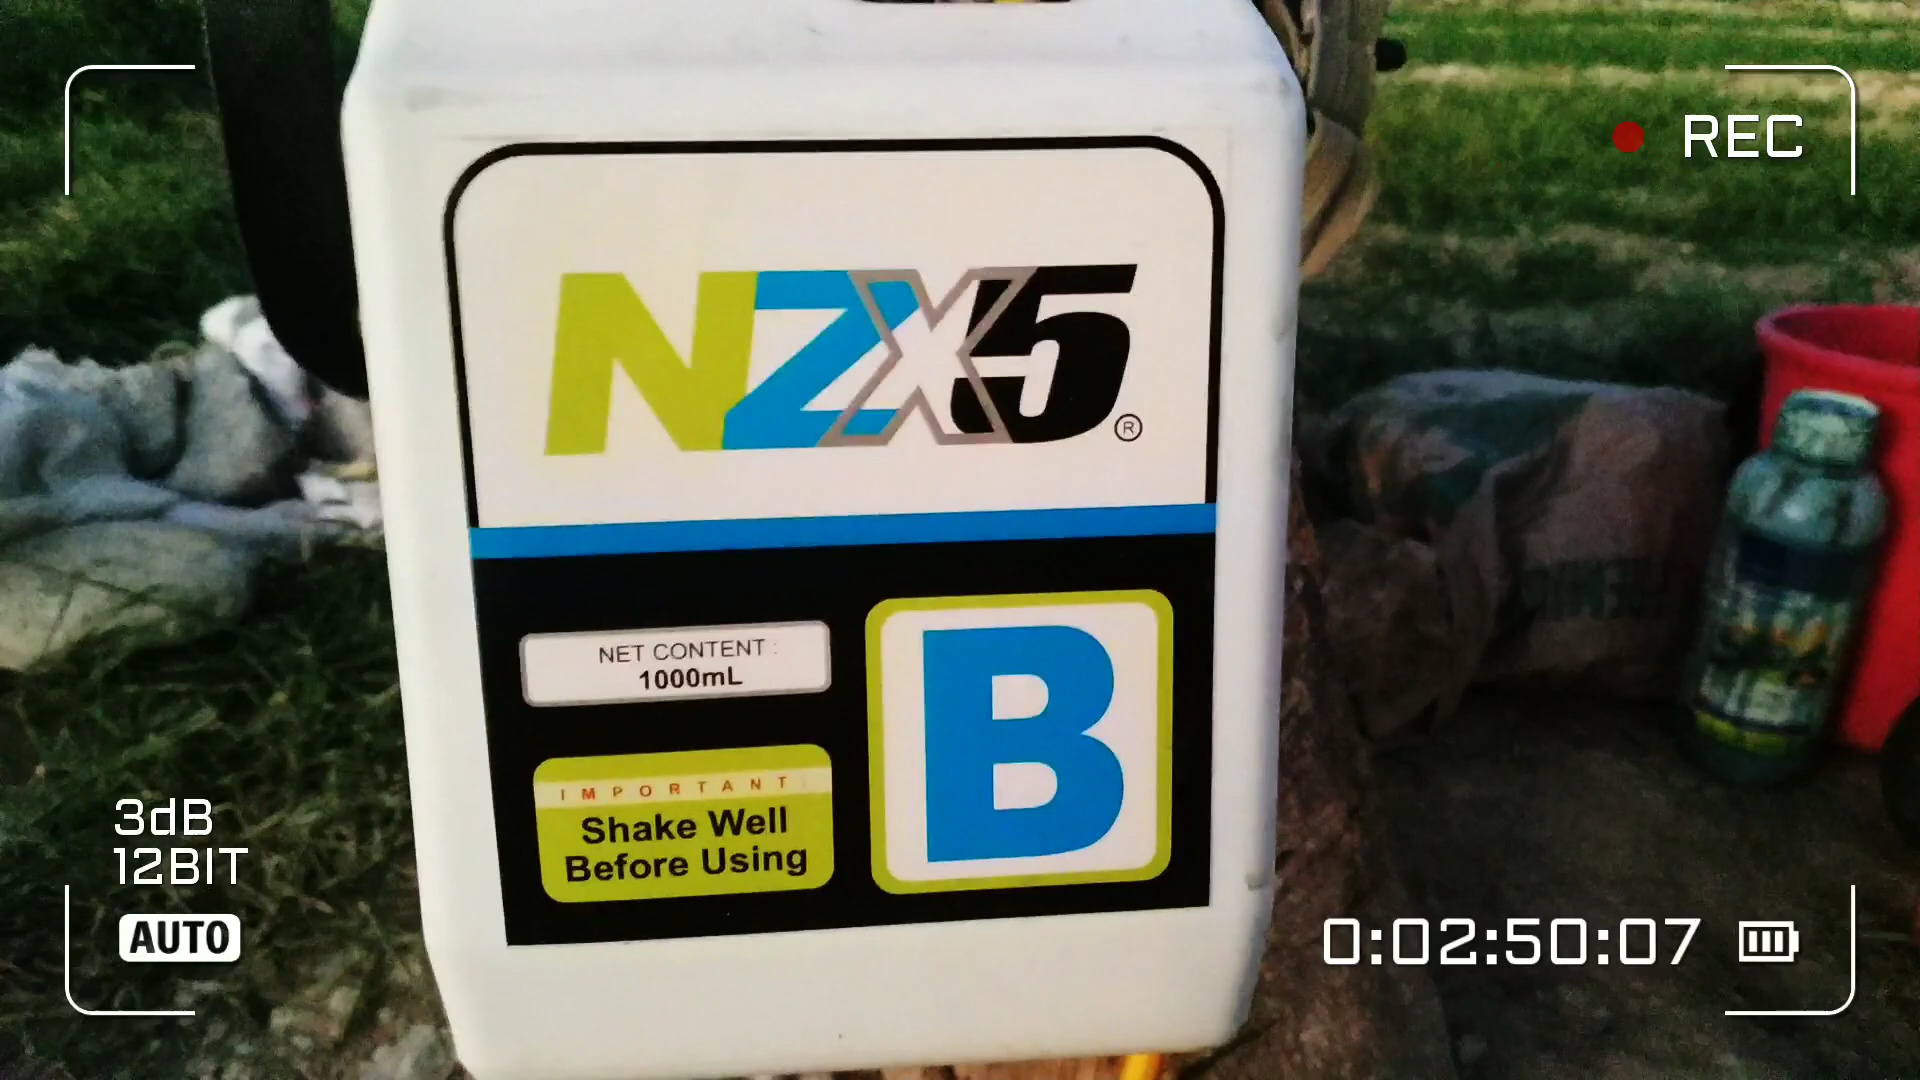 REC
NZX5®
NET CONTENT :
1000mL
IMPORTANT:
Shake Well
Before Using
B
3dB
12BIT
AUTO
0:02:50:07